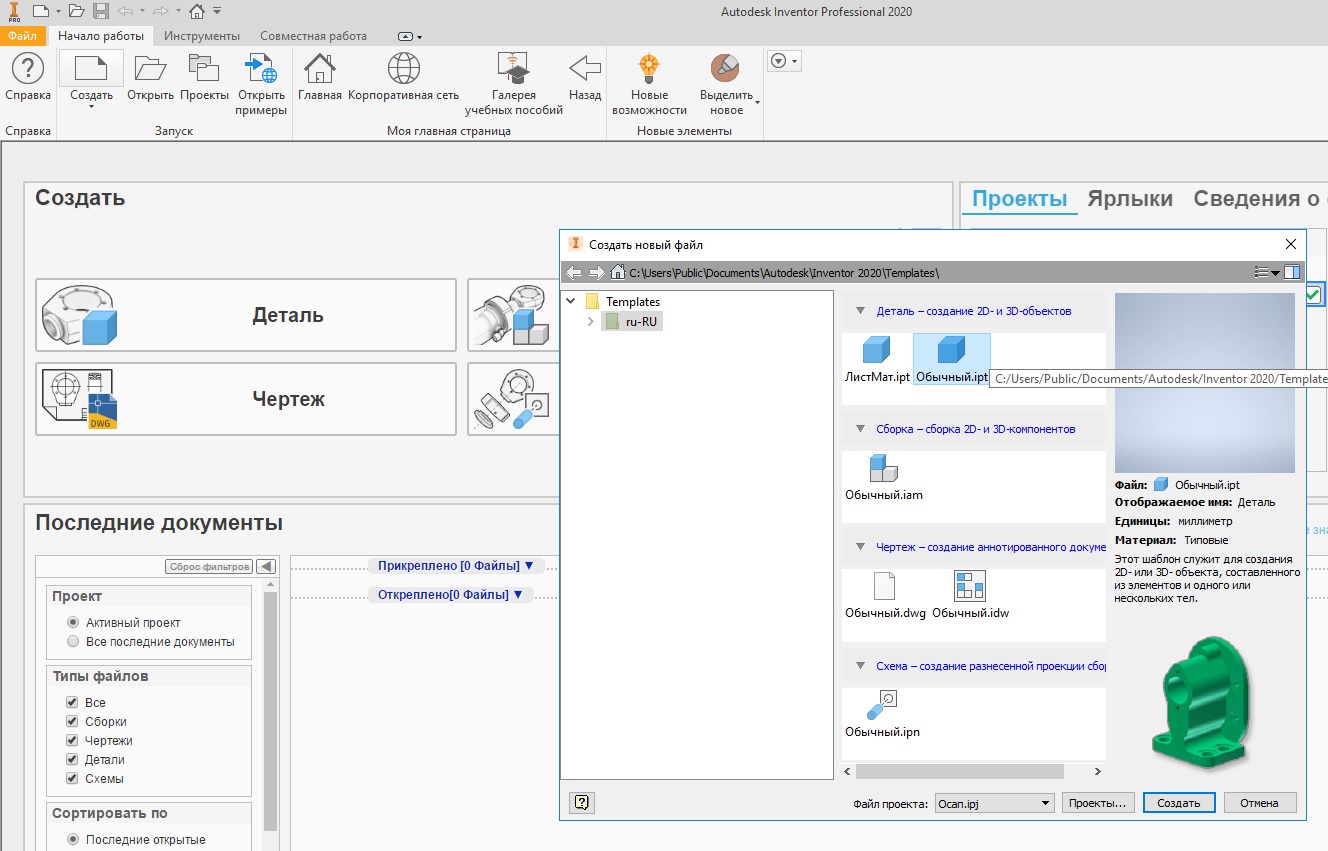 PRO
Autodesk Inventor Professional 2020
Файл Начало работы Инструменты Совместная работа
Справка Создать Открыть Проекты Открыть примеры Главная Корпоративная сеть Галерея учебных пособий Назад Новые возможности Выделить новое
Справка Запуск Моя главная страница Новые элементы
Создать
Проекты Ярлыки Сведения о
Деталь
Чертеж
DWG
Создать новый файл
C:\Users\Public\Documents\Autodesk\Inventor 2020\Templates\
Templates
ru-RU
Деталь – создание 2D- и 3D-объектов
ЛистМат.ipt Обычный.ipt
C:/Users/Public/Documents/Autodesk/Inventor 2020/Template
Сборка – сборка 2D- и 3D-компонентов
Обычный.iam
Чертеж – создание аннотированного докуме
Обычный.dwg Обычный.idw
Схема – создание разнесенной проекции сбор
Обычный.ipn
Файл: Обычный.ipt
Отображаемое имя: Деталь
Единицы: миллиметр
Материал: Типовые
Этот шаблон служит для создания
2D- или 3D- объекта, составленного
из элементов и одного или
нескольких тел.
Файл проекта: Осап.ipj Проекты... Создать Отмена
Последние документы
Сброс фильтров
Прикреплено [0 Файлы]
Откреплено[0 Файлы]
Проект
Активный проект
Все последние документы
Типы файлов
Все
Сборки
Чертежи
Детали
Схемы
Сортировать по
Последние открытые